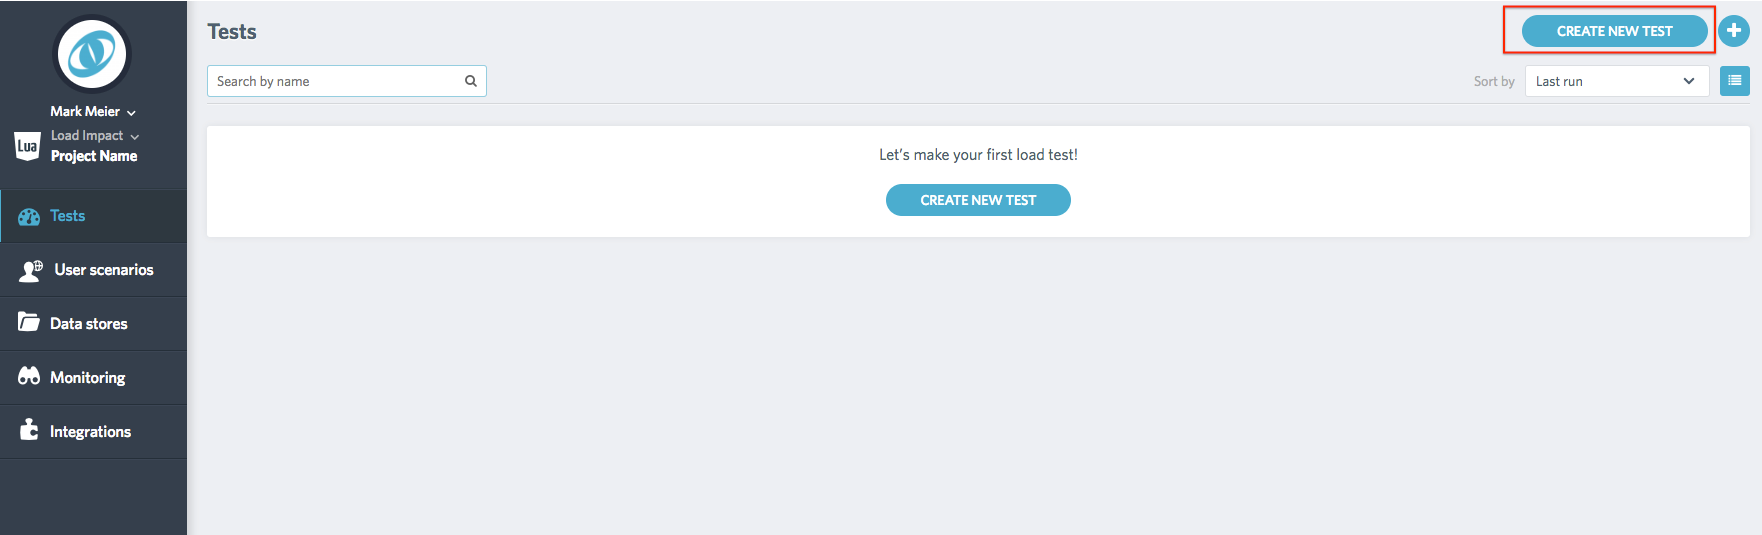 Mark Meier
Load Impact
Lua
Project Name
Tests
User scenarios
Data stores
Monitoring
Integrations
Tests
CREATE NEW TEST
Search by name
Sort by
Last run
Let's make your first load test!
CREATE NEW TEST